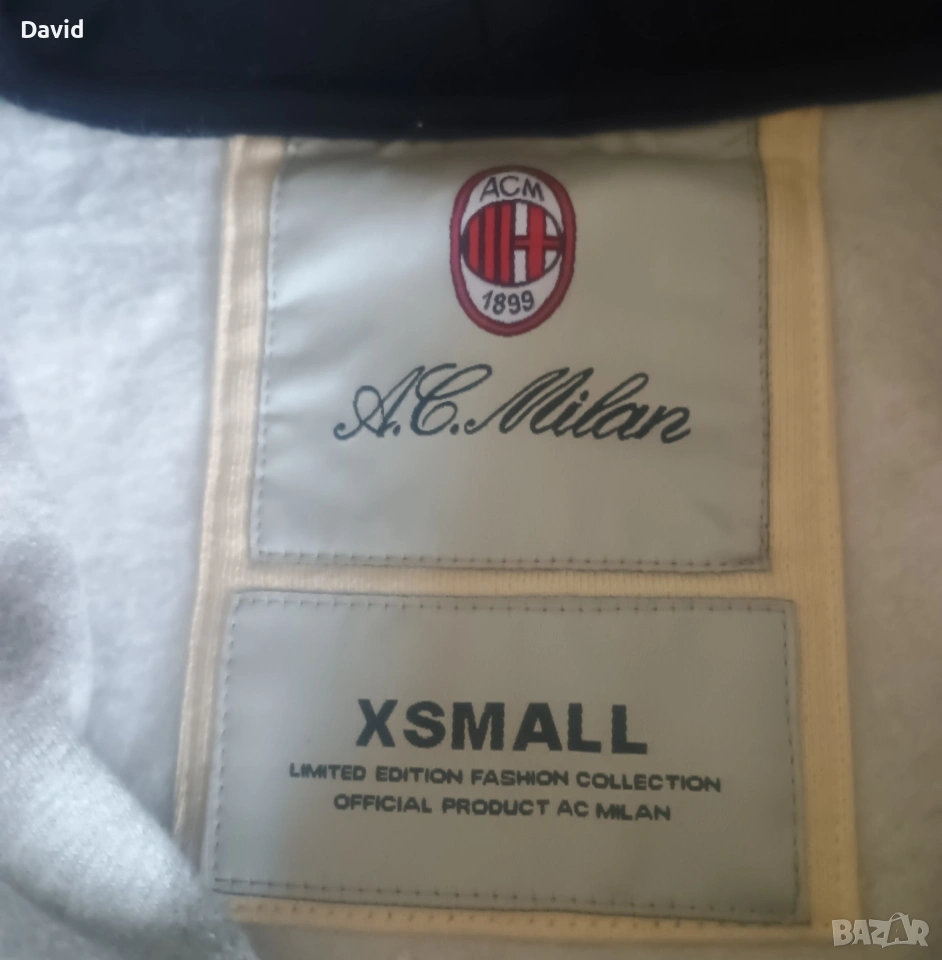 David
ACM
1899
A.C. Milan
XSMALL
LIMITED EDITION FASHION COLLECTION
OFFICIAL PRODUCT AC MILAN
BAZAR